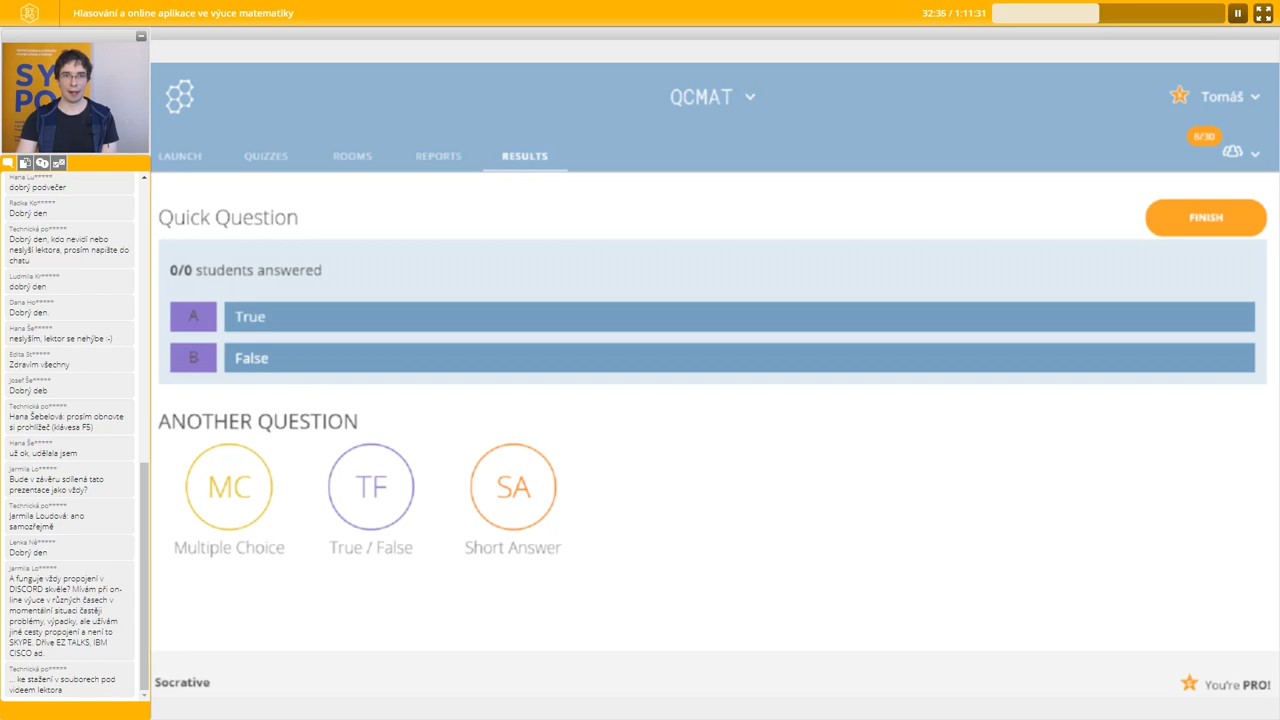 SY
PO
Hlasování a online aplikace ve výuce matematiky
32:35 / 1:11:31
SY
PO
Hana Lu*****
dobrý podvečer
Radka Ko*****
Dobrý den
Technická po*****
Dobrý den, kdo nevidí nebo
neslyší lektora, prosím napište do
chatu
Ludmila Kr*****
dobrý den
Dana Ho*****
Dobrý den.
Hana Še*****
neslyším, lektor se nehýbe :-)
Edita St*****
Zdravím všechny
Josef Še*****
Dobrý deb
Technická po*****
Hana Šebelová: prosím obnovte
si prohlížeč (klávesa F5)
Hana Še*****
už ok, udělala jsem
Jarmila Lo*****
Bude v závěru sdílená tato
prezentace jako vždy?
Technická po*****
Jarmila Loudová: ano
samozřejmě
Lenka Ně*****
Dobrý den
Jarmila Lo*****
A funguje vždy propojení v
DISCORD skvěle? Mívám při on-
line výuce v různých časech v
momentální situaci častěji
problémy, výpadky, ale užívám
jiné cesty propojení a není to
SKYPE. Dříve EZ TALKS, IBM
CISCO ad.
Technická po*****
... ke stažení v souborech pod
videem lektora
QCMAT
Tomáš
6/30
LAUNCH
QUIZZES
ROOMS
REPORTS
RESULTS
Quick Question
FINISH
0/0 students answered
A
True
B
False
ANOTHER QUESTION
MC
TF
SA
Multiple Choice
True / False
Short Answer
Socrative
You're PRO!